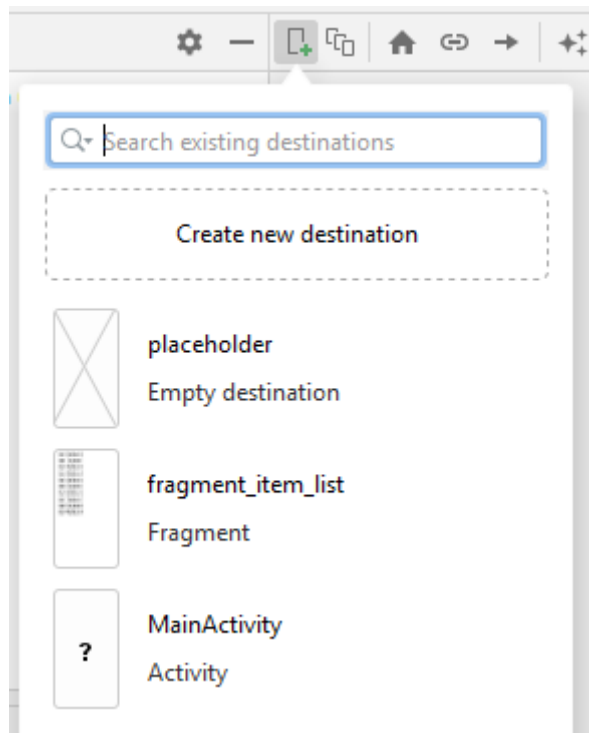 Search existing destinations
Create new destination
placeholder
Empty destination
fragment_item_list
Fragment
?
MainActivity
Activity